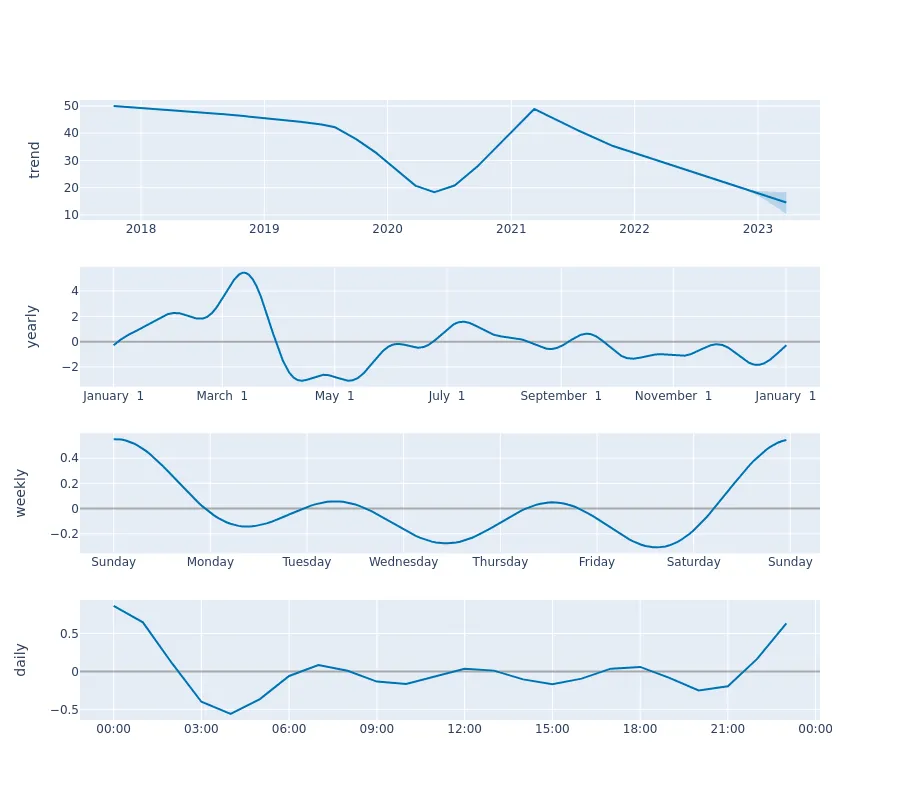 trend
50
40
30
20
10
2018 2019 2020 2021 2022 2023
yearly
4
2
0
−2
January 1 March 1 May 1 July 1 September 1 November 1 January 1
weekly
0.4
0.2
0
−0.2
Sunday Monday Tuesday Wednesday Thursday Friday Saturday Sunday
daily
0.5
0
−0.5
00:00 03:00 06:00 09:00 12:00 15:00 18:00 21:00 00:00